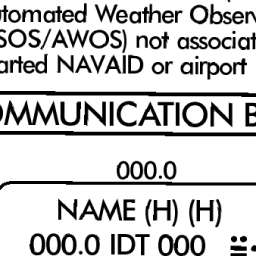 utomated Weather Observ
SOS/AWOS) not associat
arted NAVAID or airport
OMMUNICATION B
000.0
NAME (H) (H)
000.0 IDT 000